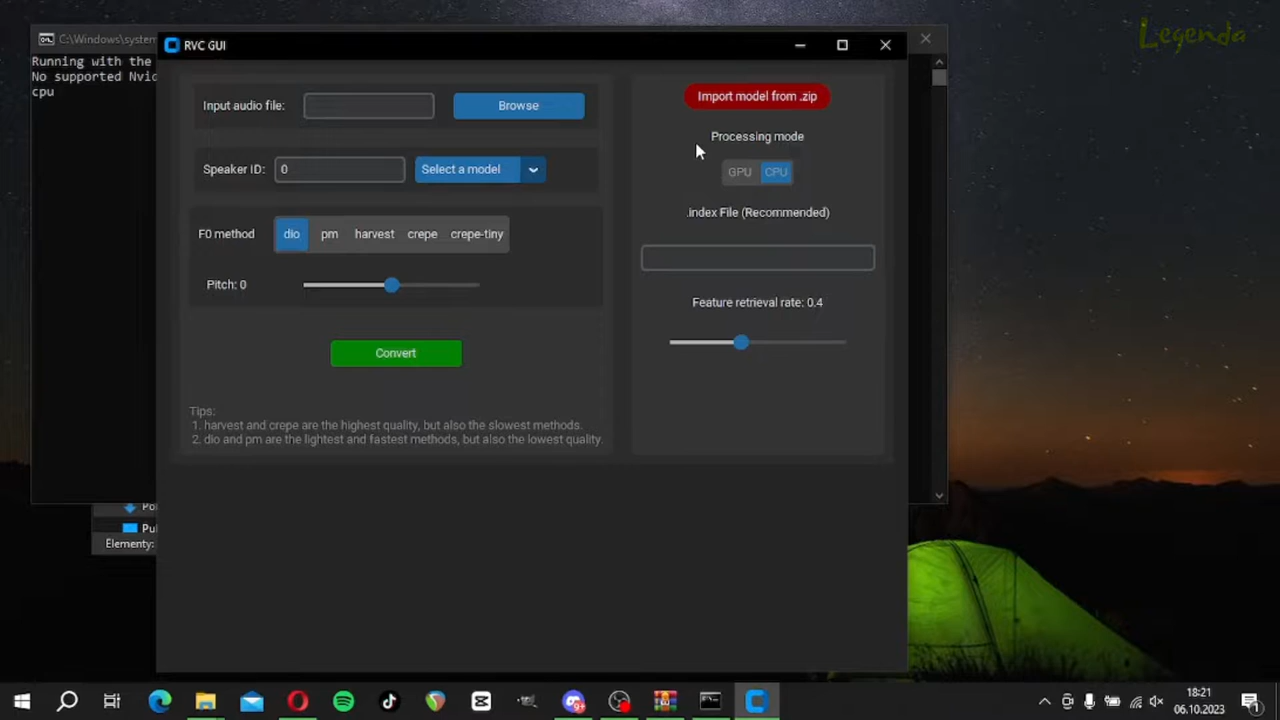 Legenda
C:\Windows\system
RVC GUI
Running with the
No supported Nvid
cpu
Input audio file:
Browse
Import model from .zip
Processing mode
Speaker ID:
0
Select a model
GPU
CPU
.index File (Recommended)
F0 method
dio
pm
harvest
crepe
crepe-tiny
Pitch: 0
Feature retrieval rate: 0.4
Convert
Tips:
1. harvest and crepe are the highest quality, but also the slowest methods.
2. dio and pm are the lightest and fastest methods, but also the lowest quality.
Po
Pu
Elementy:
18:21
06.10.2023